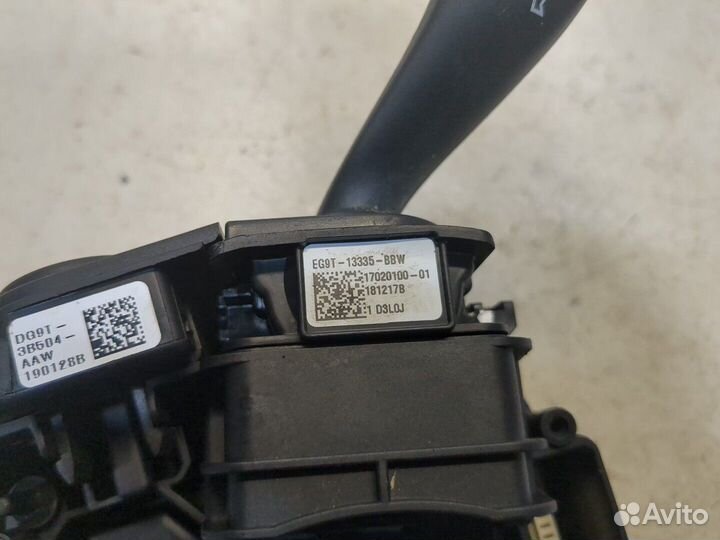 EG9T-13335-BBW
17020100-01
181217B
1 D3L0J
DG9T-
3B504-
AAW
190128B
Avito